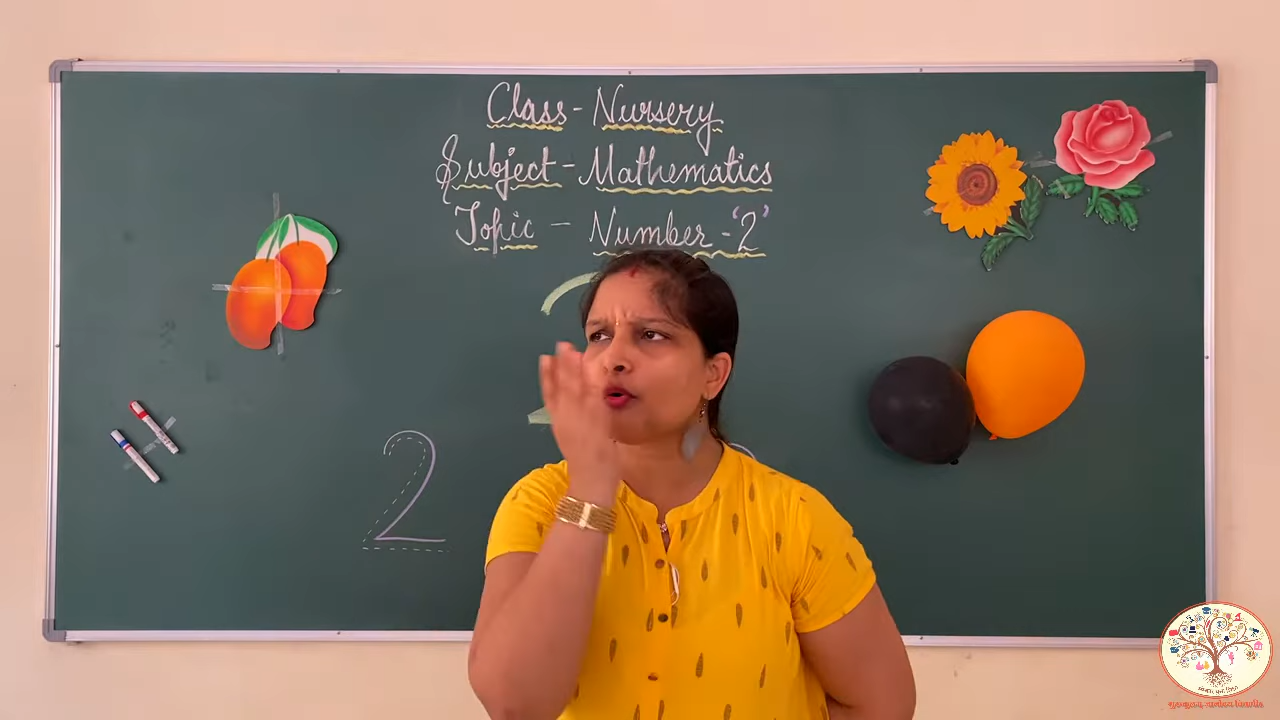 Class - Nursery
Subject - Mathematics
Topic - Number - '2'
2